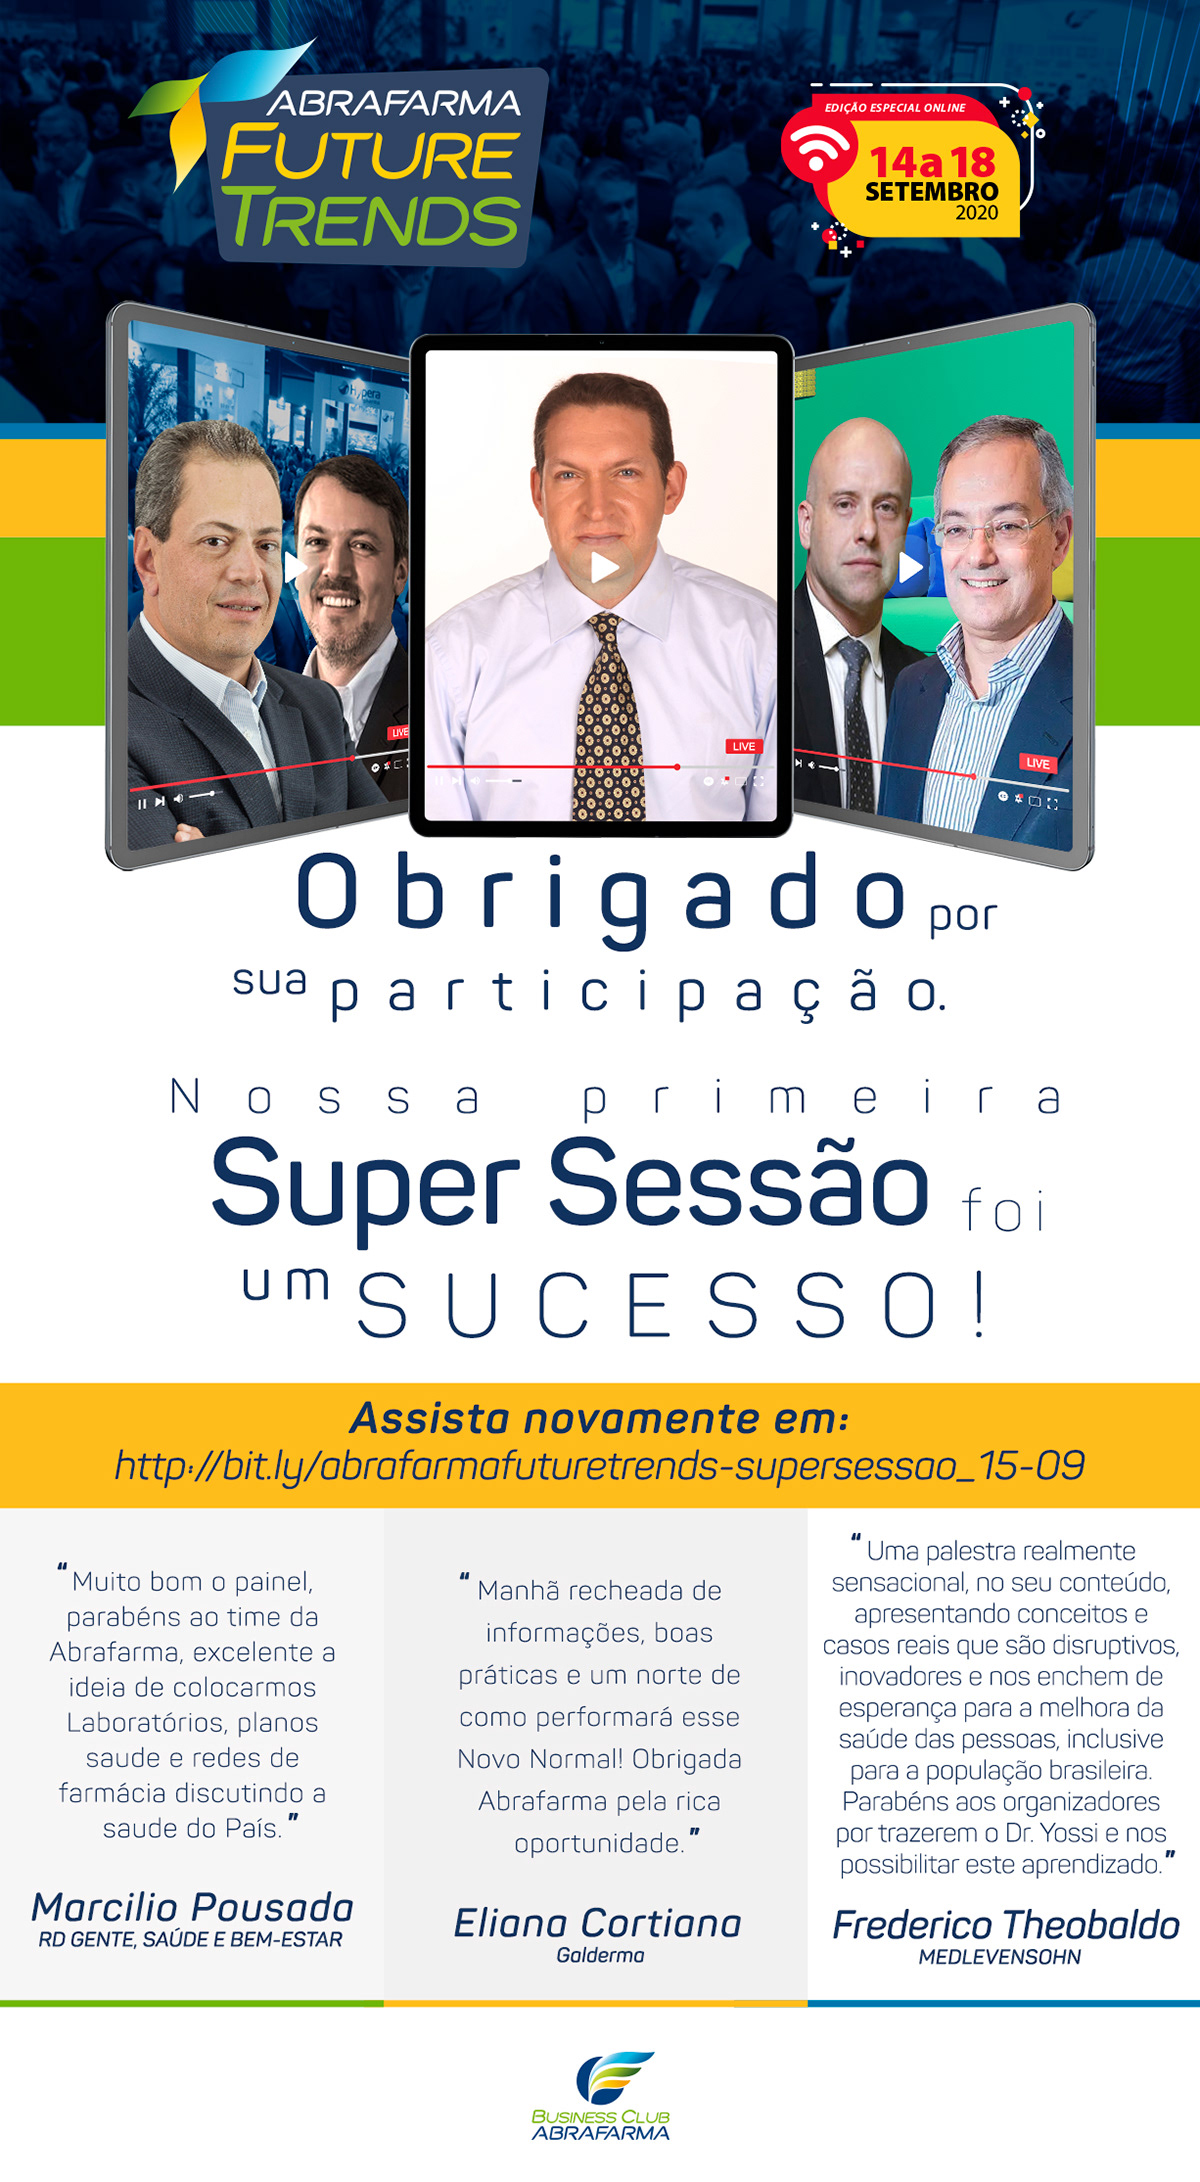 ABRAFARMA
FUTURE
TRENDS
EDIÇÃO ESPECIAL ONLINE
14 a 18
SETEMBRO
2020
Hypera
LIVE
LIVE
LIVE
Obrigado por
sua participação.
Nossa primeira
Super Sessão foi
um SUCESSO!
Assista novamente em:
http://bit.ly/abrafarmafuturetrends-supersessao_15-09
“Muito bom o painel,
parabéns ao time da
Abrafarma, excelente a
ideia de colocarmos
Laboratórios, planos
saude e redes de
farmácia discutindo a
saude do País.”
Marcilio Pousada
RD GENTE, SAÚDE E BEM-ESTAR
“Manhã recheada de
informações, boas
práticas e um norte de
como performará esse
Novo Normal! Obrigada
Abrafarma pela rica
oportunidade.”
Eliana Cortiana
Galderma
“Uma palestra realmente
sensacional, no seu conteúdo,
apresentando conceitos e
casos reais que são disruptivos,
inovadores e nos enchem de
esperança para a melhora da
saúde das pessoas, inclusive
para a população brasileira.
Parabéns aos organizadores
por trazerem o Dr. Yossi e nos
possibilitar este aprendizado.”
Frederico Theobaldo
MEDLEVENSOHN
BUSINESS CLUB
ABRAFARMA